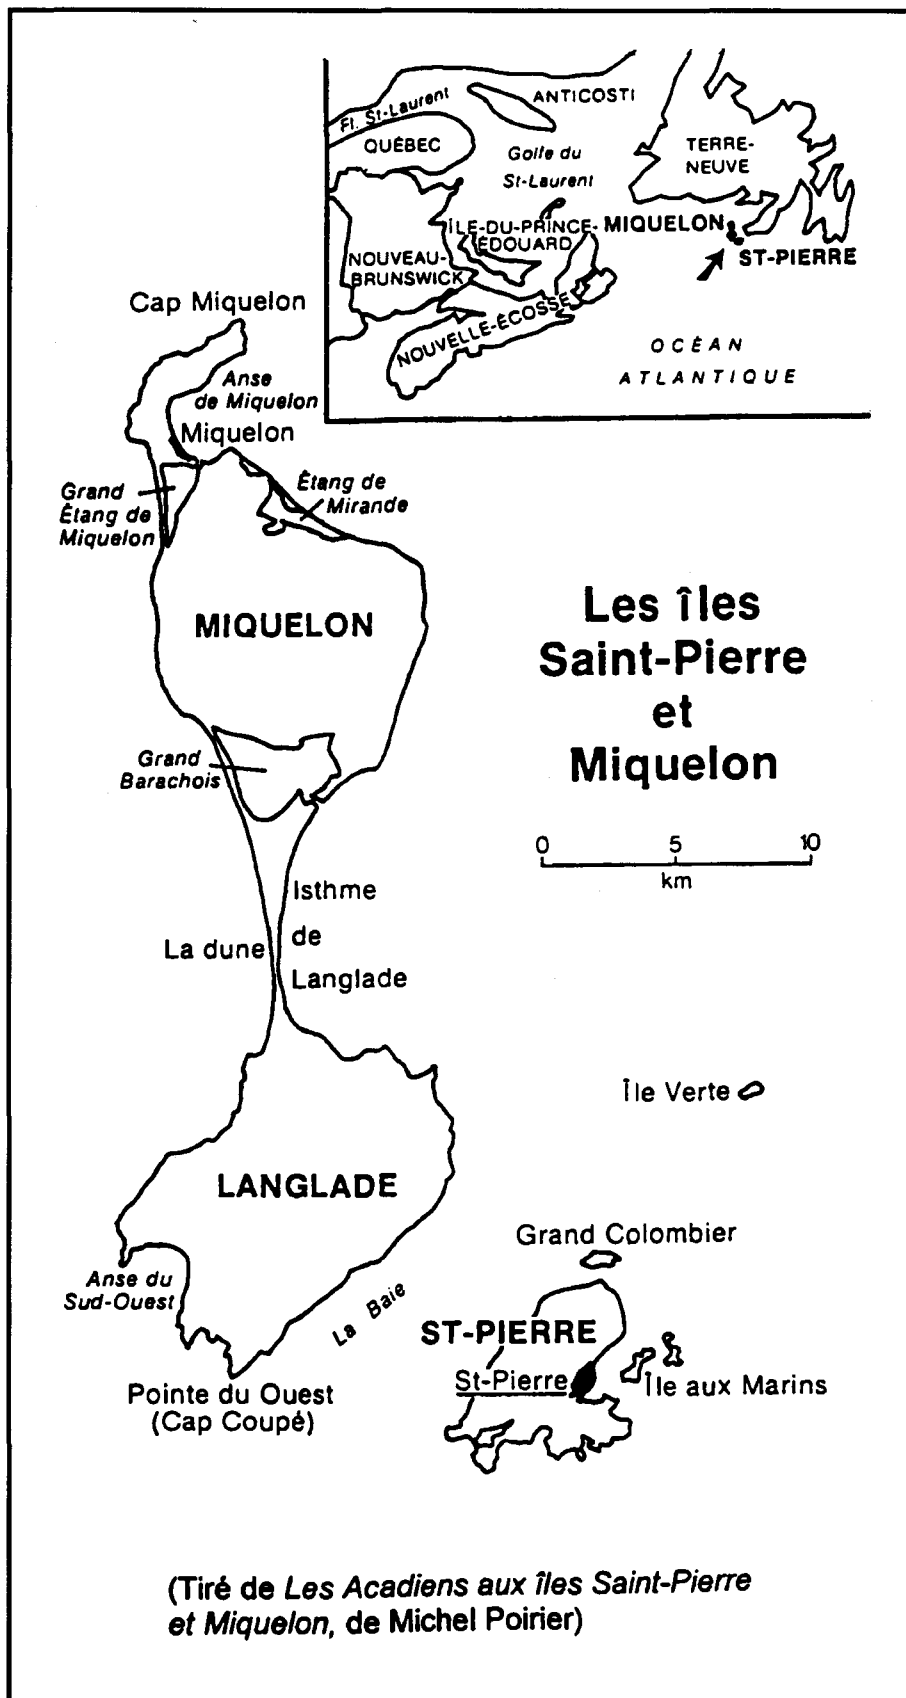 Fl. St-Laurent
ANTICOSTI
QUÉBEC
Golfe du
St-Laurent
TERRE-
NEUVE
ÎLE-DU-PRINCE-
ÉDOUARD
MIQUELON
ST-PIERRE
NOUVEAU-
BRUNSWICK
NOUVELLE-ÉCOSSE
OCÉAN
ATLANTIQUE
Cap Miquelon
Anse
de Miquelon
Miquelon
Grand
Étang de
Miquelon
Étang de
Mirande
MIQUELON
Les îles
Saint-Pierre
et
Miquelon
Grand
Barachois
0 5 10
km
Isthme
de
Langlade
La dune
Île Verte
LANGLADE
Grand Colombier
Anse du
Sud-Ouest
La Baie
ST-PIERRE
St-Pierre
Île aux Marins
Pointe du Ouest
(Cap Coupé)
(Tiré de Les Acadiens aux îles Saint-Pierre
et Miquelon, de Michel Poirier)